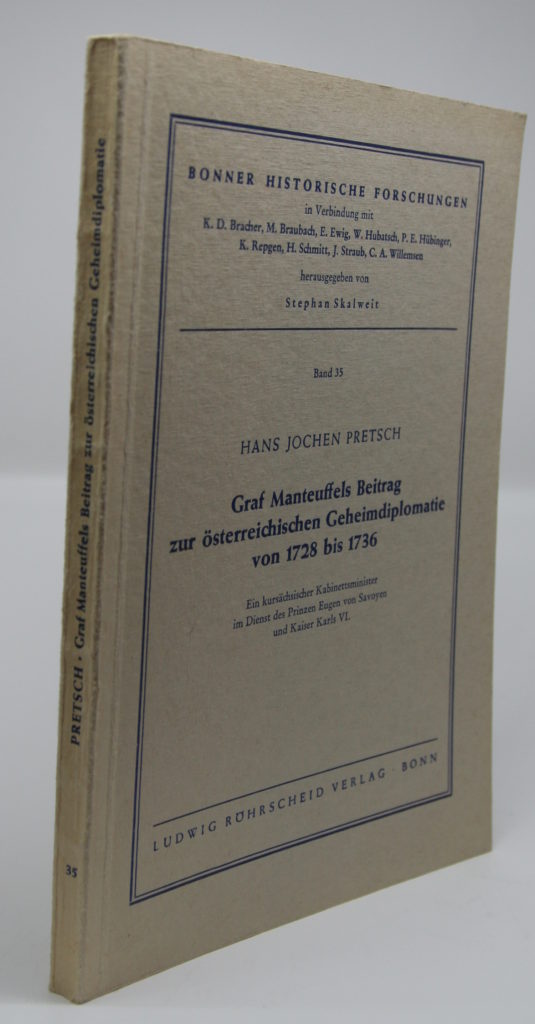 BONNER HISTORISCHE FORSCHUNGEN
in Verbindung mit
K. D. Bracher, M. Braubach, E. Ewig, W. Hubatsch, P. E. Hübinger,
K. Repgen, H. Schmitt, J. Straub, C. A. Willemsen
herausgegeben von
Stephan Skalweit
Band 35
HANS JOCHEN PRETSCH
Graf Manteuffels Beitrag
zur österreichischen Geheimdiplomatie
von 1728 bis 1736
Ein kursächsischer Kabinettsminister
im Dienst des Prinzen Eugen von Savoyen
und Kaiser Karls VI.
LUDWIG RÖHRSCHEID VERLAG · BONN
PRETSCH · Graf Manteuffels Beitrag zur österreichischen Geheimdiplomatie
35